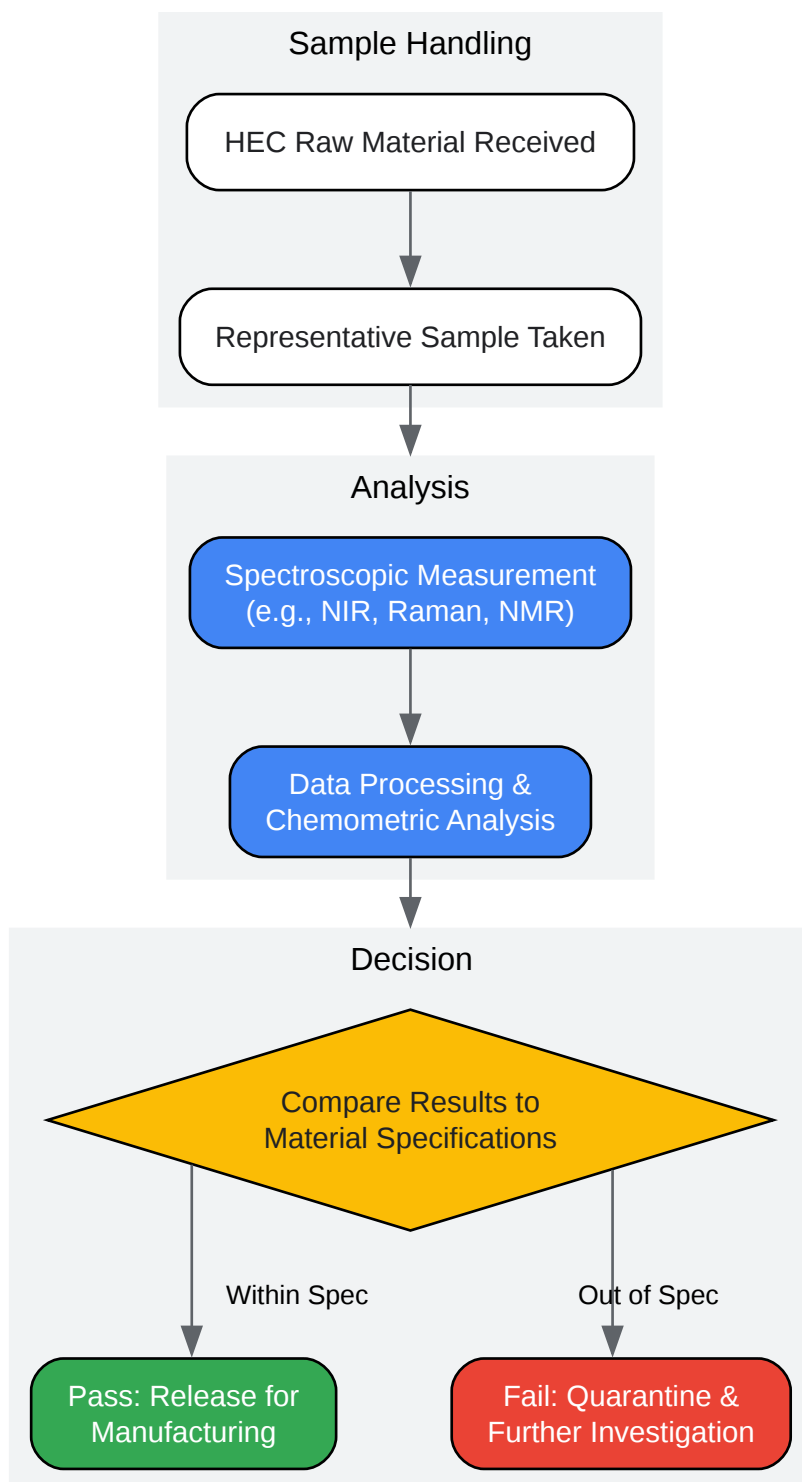 Sample Handling
HEC Raw Material Received
Representative Sample Taken
Analysis
Spectroscopic Measurement
(e.g., NIR, Raman, NMR)
Data Processing &
Chemometric Analysis
Decision
Compare Results to
Material Specifications
Within Spec
Out of Spec
Pass: Release for
Manufacturing
Fail: Quarantine &
Further Investigation